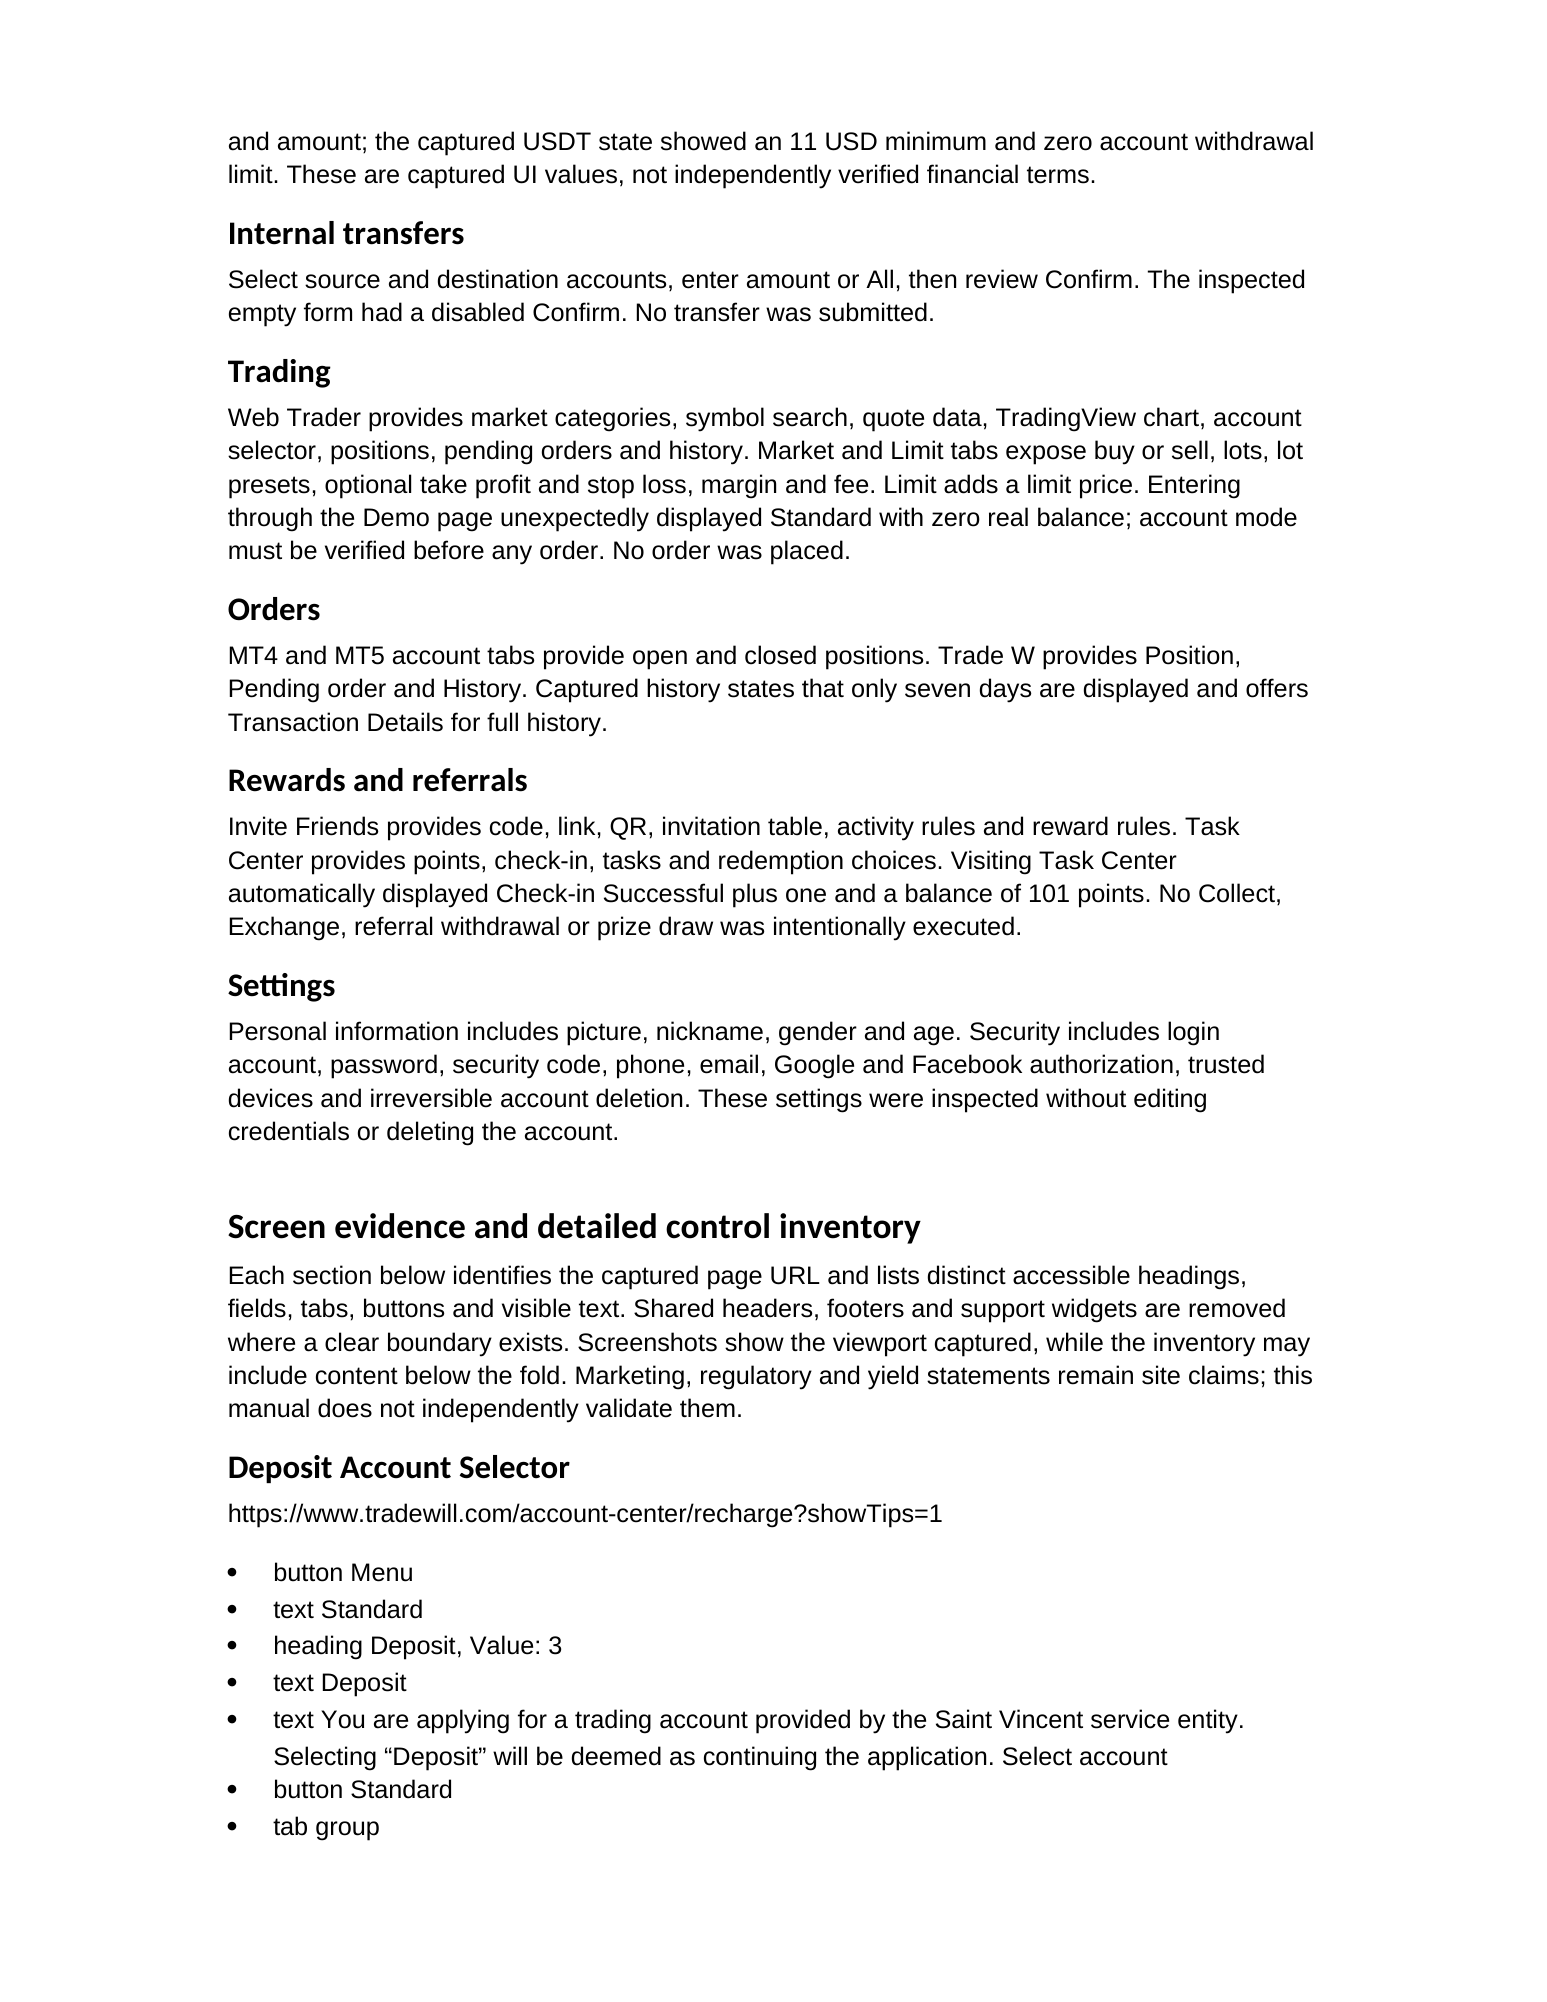 and amount; the captured USDT state showed an 11 USD minimum and zero account withdrawal
limit. These are captured UI values, not independently verified financial terms.
Internal transfers
Select source and destination accounts, enter amount or All, then review Confirm. The inspected
empty form had a disabled Confirm. No transfer was submitted.
Trading
Web Trader provides market categories, symbol search, quote data, TradingView chart, account
selector, positions, pending orders and history. Market and Limit tabs expose buy or sell, lots, lot
presets, optional take profit and stop loss, margin and fee. Limit adds a limit price. Entering
through the Demo page unexpectedly displayed Standard with zero real balance; account mode
must be verified before any order. No order was placed.
Orders
MT4 and MT5 account tabs provide open and closed positions. Trade W provides Position,
Pending order and History. Captured history states that only seven days are displayed and offers
Transaction Details for full history.
Rewards and referrals
Invite Friends provides code, link, QR, invitation table, activity rules and reward rules. Task
Center provides points, check-in, tasks and redemption choices. Visiting Task Center
automatically displayed Check-in Successful plus one and a balance of 101 points. No Collect,
Exchange, referral withdrawal or prize draw was intentionally executed.
Settings
Personal information includes picture, nickname, gender and age. Security includes login
account, password, security code, phone, email, Google and Facebook authorization, trusted
devices and irreversible account deletion. These settings were inspected without editing
credentials or deleting the account.
Screen evidence and detailed control inventory
Each section below identifies the captured page URL and lists distinct accessible headings,
fields, tabs, buttons and visible text. Shared headers, footers and support widgets are removed
where a clear boundary exists. Screenshots show the viewport captured, while the inventory may
include content below the fold. Marketing, regulatory and yield statements remain site claims; this
manual does not independently validate them.
Deposit Account Selector
https://www.tradewill.com/account-center/recharge?showTips=1
• button Menu
• text Standard
• heading Deposit, Value: 3
• text Deposit
• text You are applying for a trading account provided by the Saint Vincent service entity.
Selecting “Deposit” will be deemed as continuing the application. Select account
• button Standard
• tab group